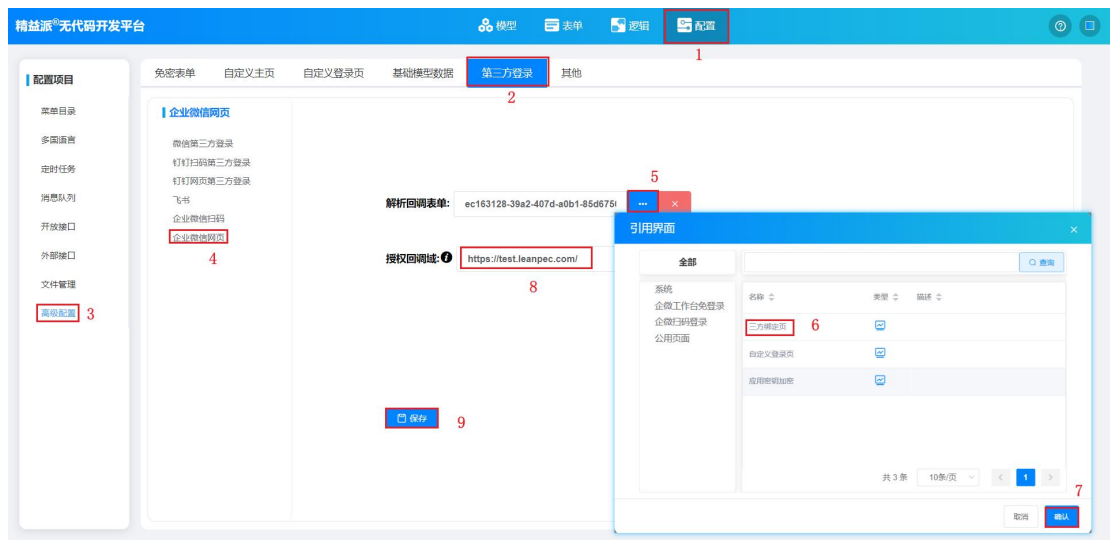 精益派®无代码开发平台
模型
表单
逻辑
配置
1
配置项目
菜单目录
多国语言
定时任务
消息队列
开放接口
外部接口
文件管理
高级配置
3
免密表单
自定义主页
自定义登录页
基础模型数据
第三方登录
其他
2
企业微信网页
微信第三方登录
钉钉扫码第三方登录
钉钉网页第三方登录
飞书
企业微信扫码
企业微信网页
4
解析回调表单:
ec163128-39a2-407d-a0b1-85d675
5
授权回调域:
https://test.leanpec.com/
8
保存
9
引用界面
全部
查询
系统
企微工作台免登录
企微扫码登录
公用页面
名称
类型
描述
三方绑定页
6
自定义登录页
应用密钥加密
共 3 条
10条/页
1
7
取消
确认